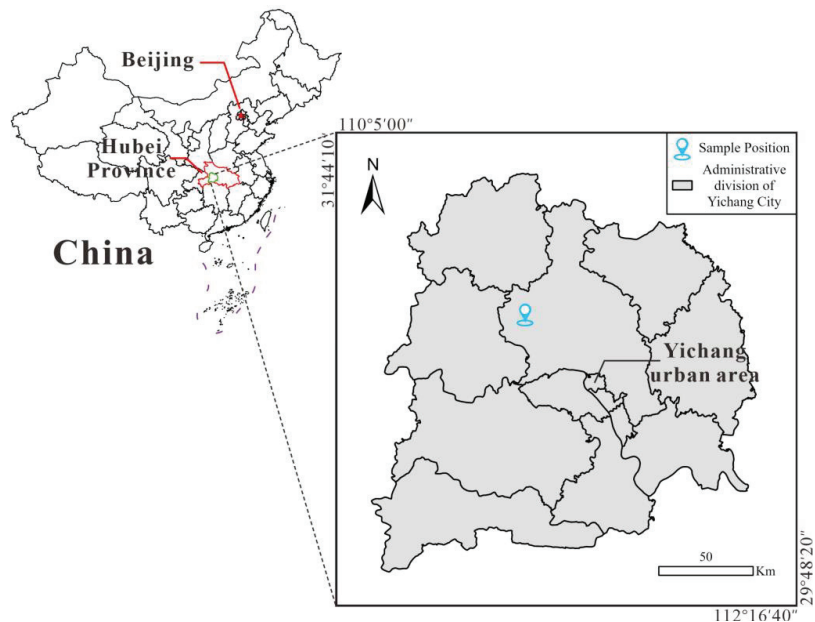 Beijing
Hubei
Province
China
110°5′00″
31°44′10″
N
Sample Position
Administrative
division of
Yichang City
Yichang
urban area
50
Km
29°48′20″
112°16′40″